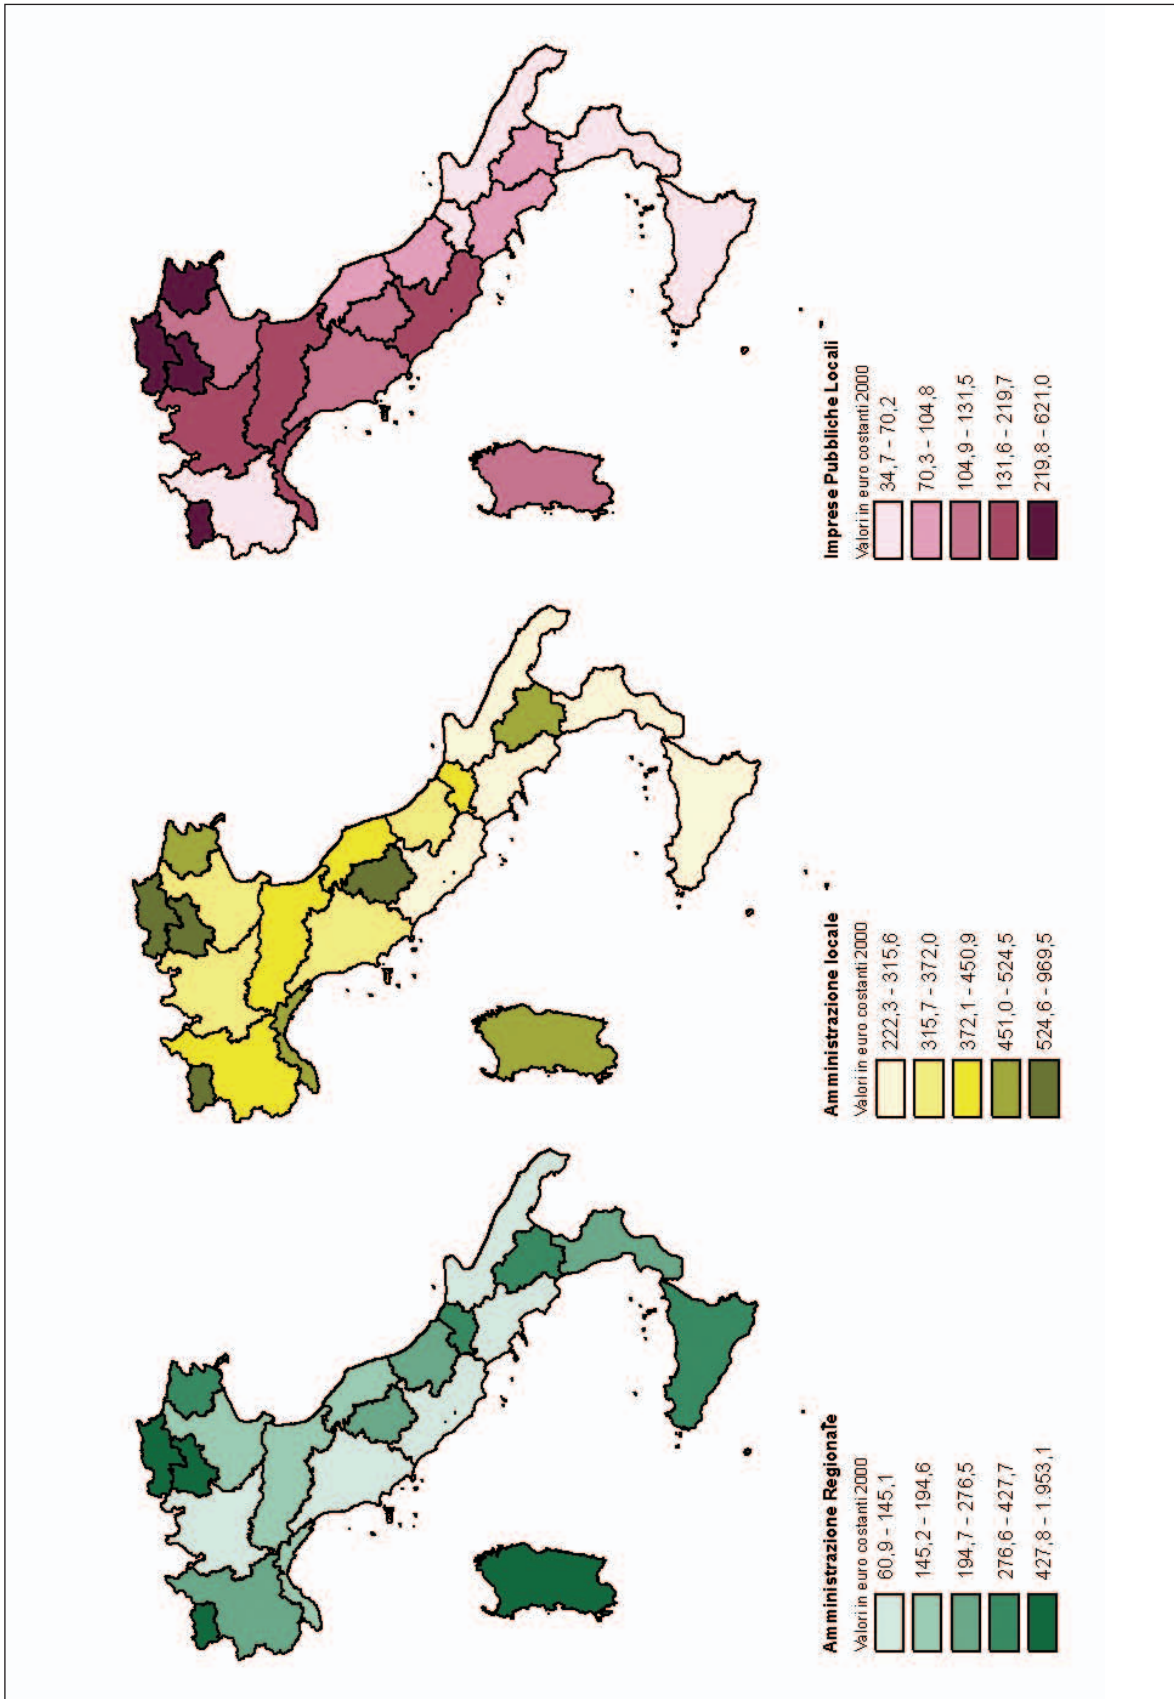 Amministrazione Regionale
Valori in euro costanti 2000
60,9 - 145,1
145,2 - 194,6
194,7 - 276,5
276,6 - 427,7
427,8 - 1.953,1
Amministrazione locale
Valori in euro costanti 2000
222,3 - 315,6
315,7 - 372,0
372,1 - 450,9
451,0 - 524,5
524,6 - 969,5
Imprese Pubbliche Locali
Valori in euro costanti 2000
34,7 - 70,2
70,3 - 104,8
104,9 - 131,5
131,6 - 219,7
219,8 - 621,0